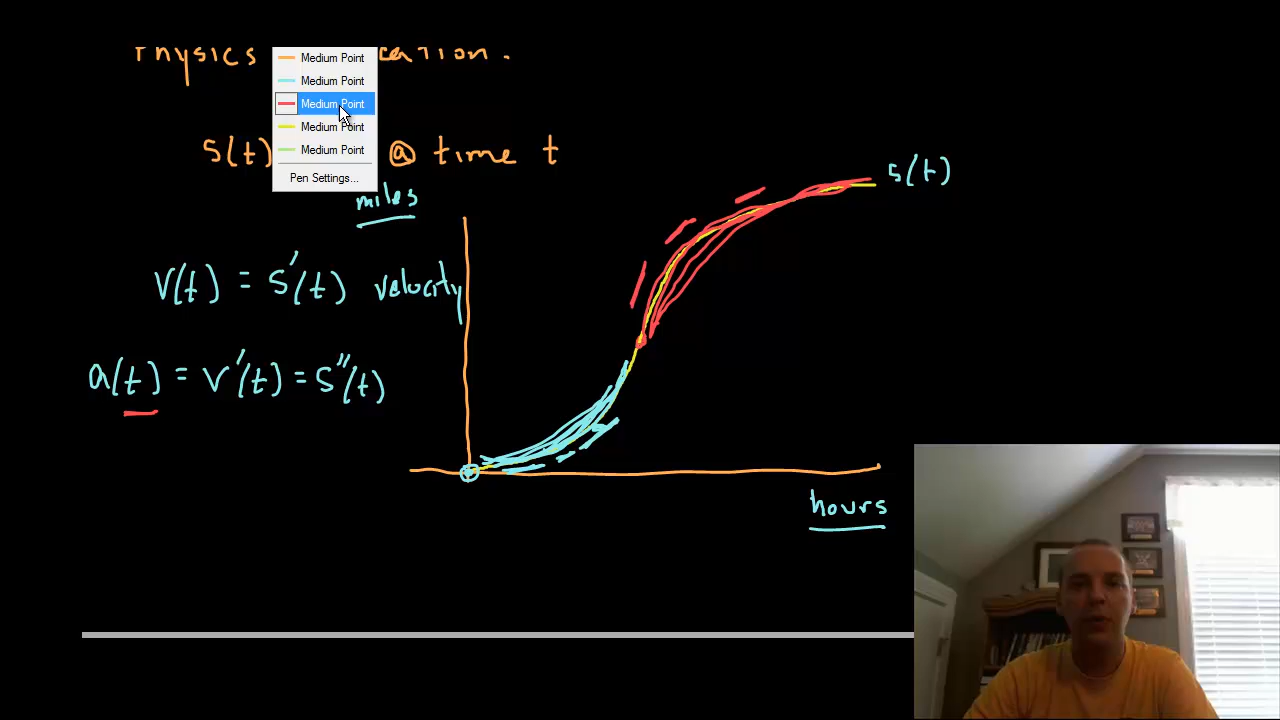 Physics
Medium Point
Medium Point
Medium Point
Medium Point
Medium Point
Pen Settings...
s(t) @ time t
miles
s(t)
v(t) = s'(t) velocity
a(t) = v'(t) = s''(t)
hours